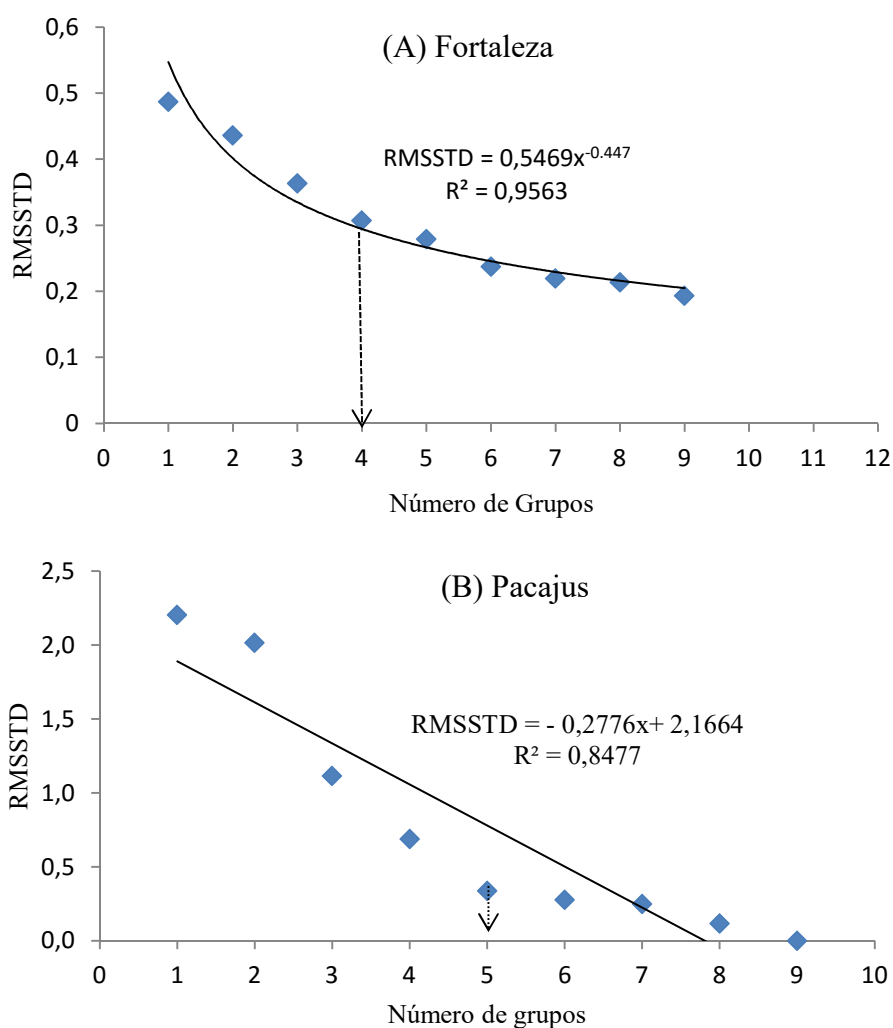 (A) Fortaleza
0,6
0,5
0,4
0,3
0,2
0,1
0
RMSSTD
RMSSTD = 0,5469x^-0.447
R² = 0,9563
0 1 2 3 4 5 6 7 8 9 10 11 12
Número de Grupos
(B) Pacajus
2,5
2,0
1,5
1,0
0,5
0,0
RMSSTD
RMSSTD = - 0,2776x+ 2,1664
R² = 0,8477
0 1 2 3 4 5 6 7 8 9 10
Número de grupos